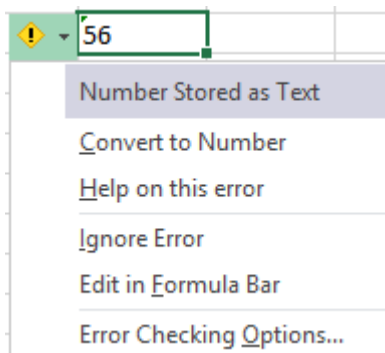 56
Number Stored as Text
Convert to Number
Help on this error
Ignore Error
Edit in Formula Bar
Error Checking Options...